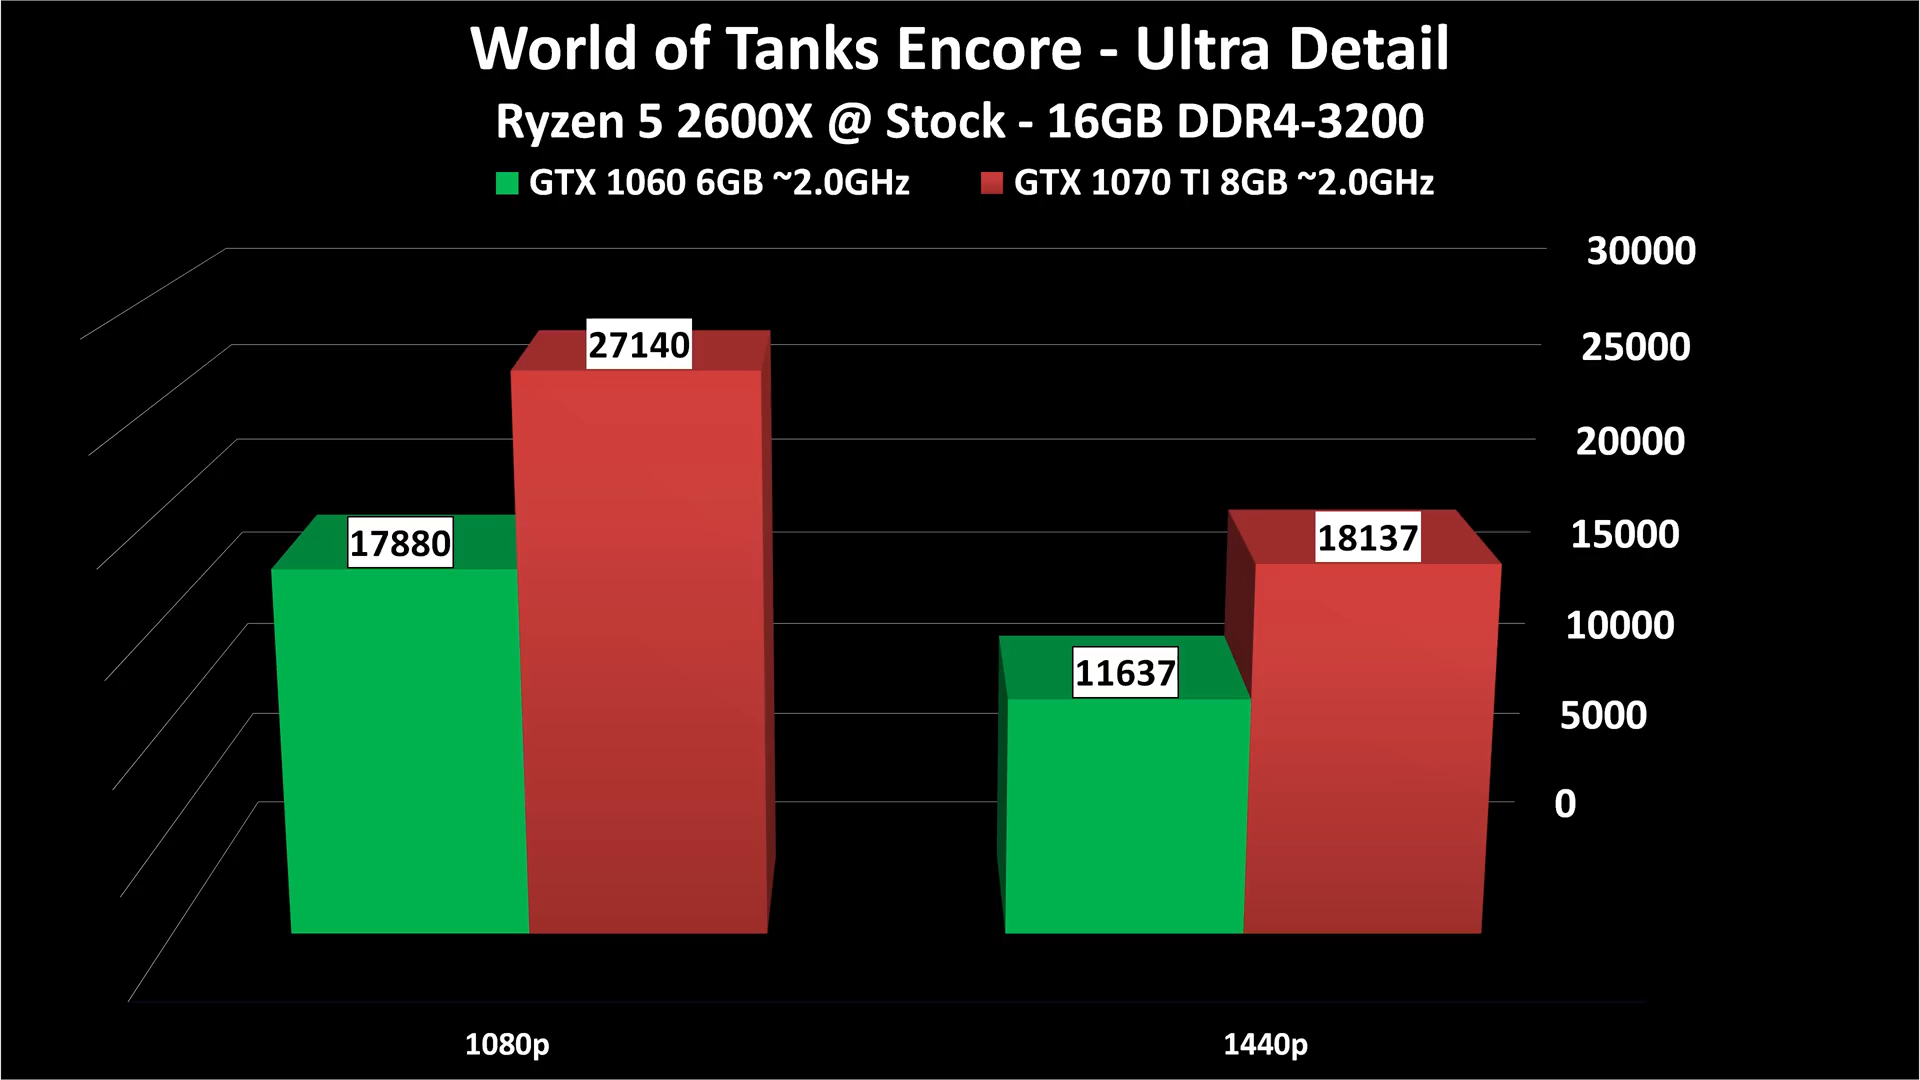 World of Tanks Encore - Ultra Detail
Ryzen 5 2600X @ Stock - 16GB DDR4-3200
GTX 1060 6GB ~2.0GHz GTX 1070 TI 8GB ~2.0GHz
30000
27140
25000
20000
17880
18137
15000
10000
11637
5000
0
1080p 1440p